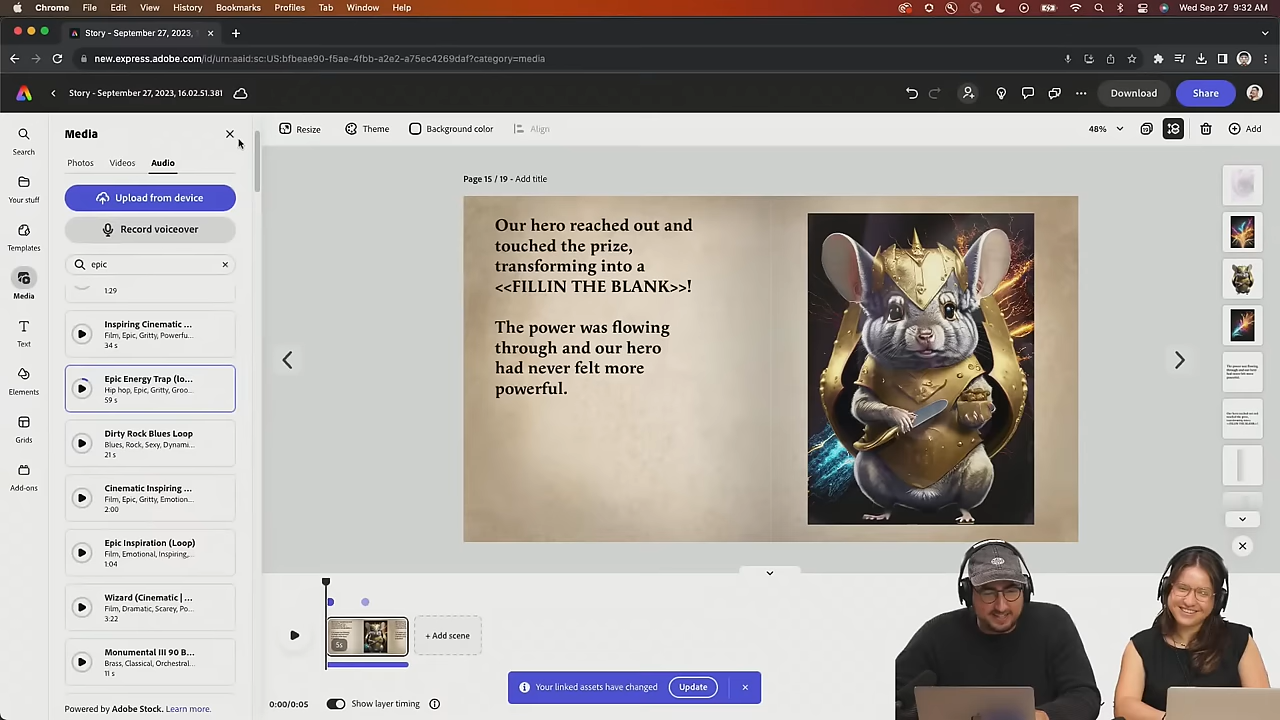 Chrome File Edit View History Bookmarks Profiles Tab Window Help
Wed Sep 27 9:32 AM
Story - September 27, 2023,
new.express.adobe.com/id/urn:aaid:sc:US:bfbeae90-f5ae-4fbb-a2e2-a75ec4269daf?category=media
Story - September 27, 2023, 16.02.51.381
Download
Share
Search
Your stuff
Templates
Media
Text
Elements
Grids
Add-ons
Media
Photos Videos Audio
Upload from device
Record voiceover
epic
1:29
Inspiring Cinematic ...
Film, Epic, Gritty, Powerfu...
34 s
Epic Energy Trap (lo...
Hip hop, Epic, Gritty, Groo...
59 s
Dirty Rock Blues Loop
Blues, Rock, Sexy, Dynami...
21 s
Cinematic Inspiring ...
Film, Epic, Gritty, Emotion...
2:00
Epic Inspiration (Loop)
Film, Emotional, Inspiring,...
1:04
Wizard (Cinematic | ...
Film, Dramatic, Scarey, Po...
3:22
Monumental III 90 B...
Brass, Classical, Orchestral...
11 s
Powered by Adobe Stock. Learn more.
Resize Theme Background color Align
48%
Add
Page 15 / 19 - Add title
Our hero reached out and
touched the prize,
transforming into a
<<FILLIN THE BLANK>>!
The power was flowing
through and our hero
had never felt more
powerful.
5s
+ Add scene
Your linked assets have changed
Update
0:00/0:05
Show layer timing